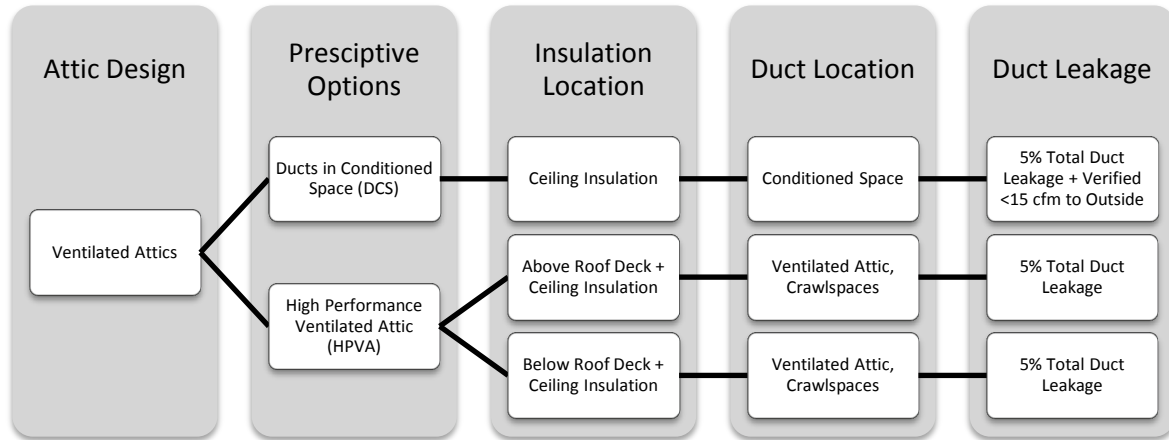 Attic Design
Presciptive
Options
Insulation
Location
Duct Location
Duct Leakage
Ventilated Attics
Ducts in Conditioned
Space (DCS)
Ceiling Insulation
Conditioned Space
5% Total Duct
Leakage + Verified
<15 cfm to Outside
High Performance
Ventilated Attic
(HPVA)
Above Roof Deck +
Ceiling Insulation
Ventilated Attic,
Crawlspaces
5% Total Duct
Leakage
Below Roof Deck +
Ceiling Insulation
Ventilated Attic,
Crawlspaces
5% Total Duct
Leakage